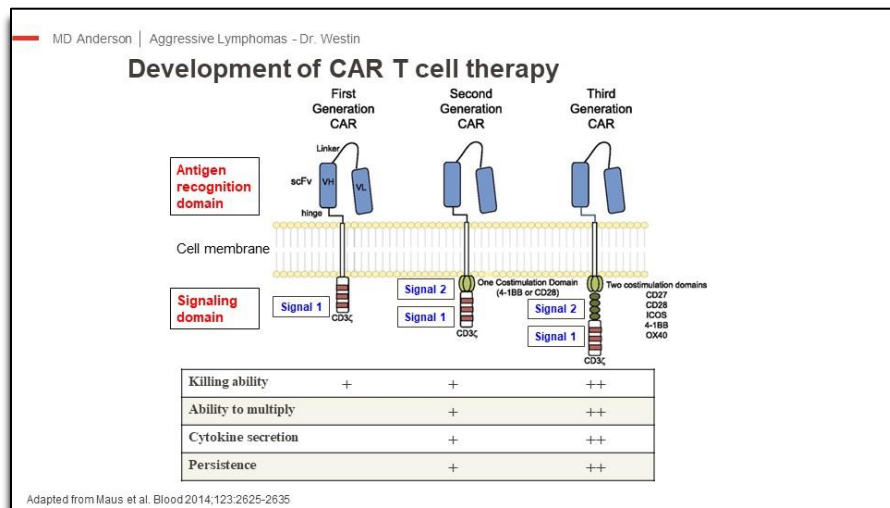 MD Anderson | Aggressive Lymphomas - Dr. Westin
Development of CAR T cell therapy
First
Generation
CAR
Second
Generation
CAR
Third
Generation
CAR
Linker
Antigen
recognition
domain
scFv
VH
VL
hinge
Cell membrane
Signaling
domain
Signal 1
CD3ζ
Signal 2
Signal 1
CD3ζ
One Costimulation Domain
(4-1BB or CD28)
Signal 2
Signal 1
CD3ζ
Two costimulation domains
CD27
CD28
ICOS
4-1BB
OX40
Killing ability + + ++
Ability to multiply + ++
Cytokine secretion + ++
Persistence + ++
Adapted from Maus et al. Blood 2014;123:2625-2635